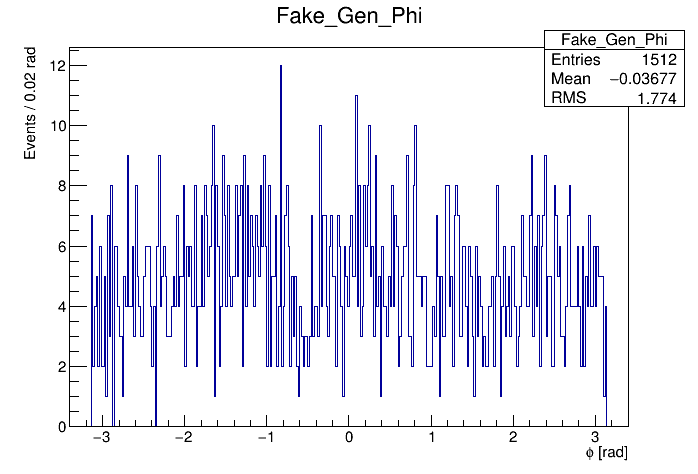 Fake_Gen_Phi
Fake_Gen_Phi
Entries 1512
Mean −0.03677
RMS 1.774
Events / 0.02 rad
12
10
8
6
4
2
0
−3 −2 −1 0 1 2 3
ϕ [rad]